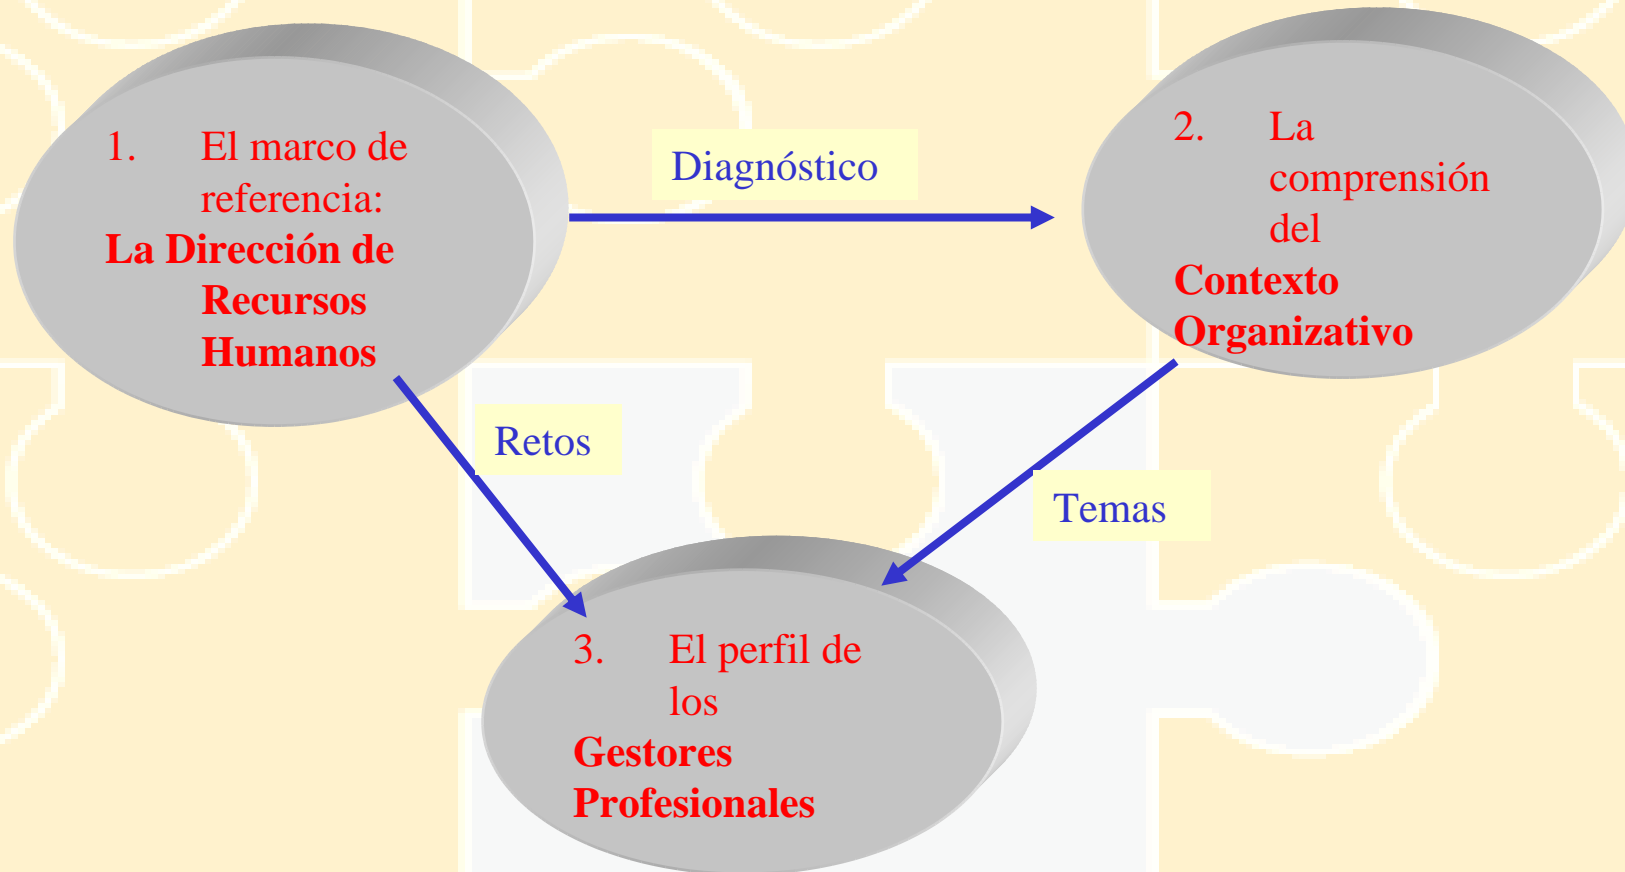 1. El marco de
referencia:
La Dirección de
Recursos
Humanos
Diagnóstico
2. La
comprensión
del
Contexto
Organizativo
Retos
Temas
3. El perfil de
los
Gestores
Profesionales